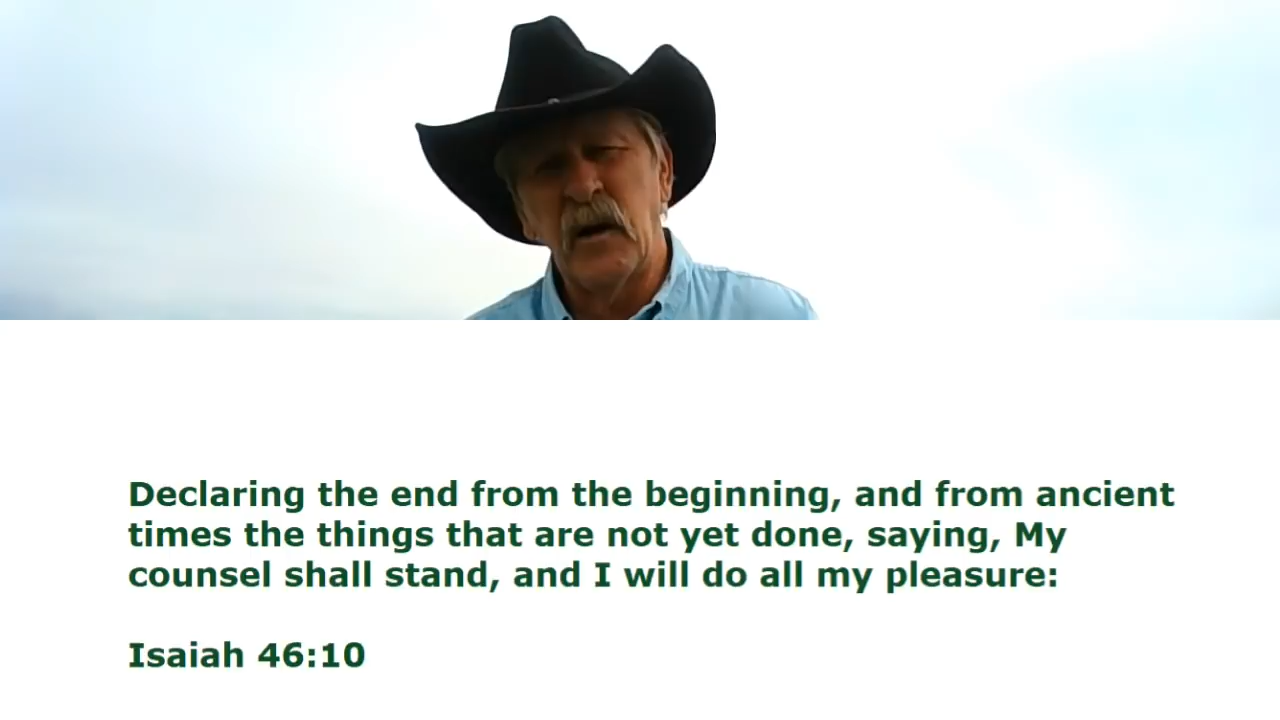 Declaring the end from the beginning, and from ancient
times the things that are not yet done, saying, My
counsel shall stand, and I will do all my pleasure:
Isaiah 46:10